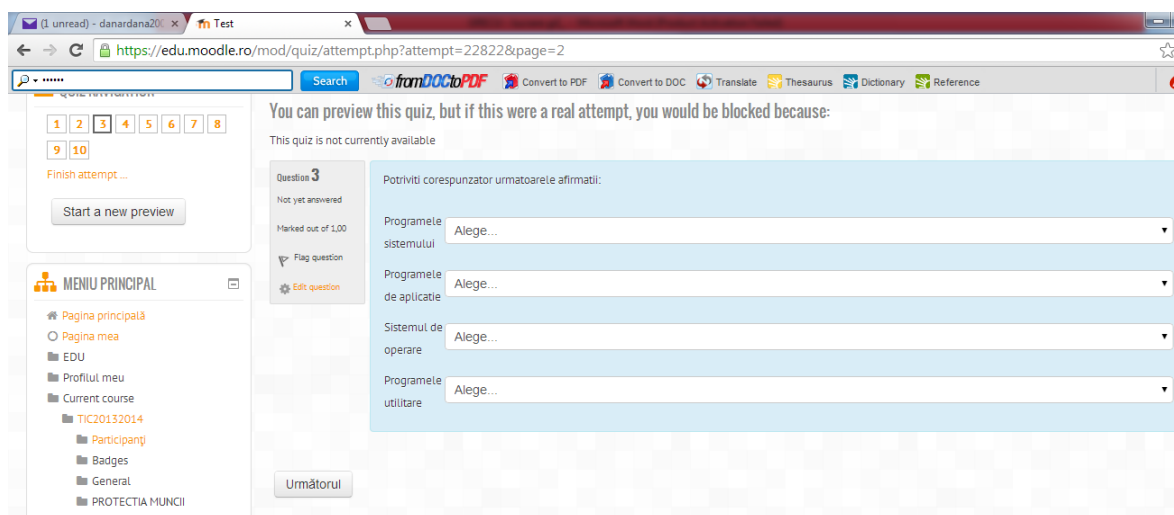 (1 unread) - danardana200
Test
https://edu.moodle.ro/mod/quiz/attempt.php?attempt=22822&page=2
Search
fromDOCtoPDF
Convert to PDF
Convert to DOC
Translate
Thesaurus
Dictionary
Reference
QUIZ NAVIGATION
1 2 3 4 5 6 7 8
9 10
Finish attempt ...
Start a new preview
MENIU PRINCIPAL
Pagina principală
Pagina mea
EDU
Profilul meu
Current course
TIC20132014
Participanţi
Badges
General
PROTECTIA MUNCII
You can preview this quiz, but if this were a real attempt, you would be blocked because:
This quiz is not currently available
Question 3
Not yet answered
Marked out of 1,00
Flag question
Edit question
Potriviti corespunzator urmatoarele afirmatii:
Programele
sistemului
Alege...
Programele
de aplicatie
Alege...
Sistemul de
operare
Alege...
Programele
utilitare
Alege...
Următorul